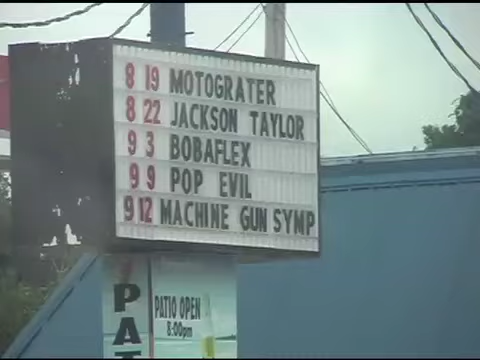 8 19 MOTOGRATER
8 22 JACKSON TAYLOR
9 3 BOBAFLEX
9 9 POP EVIL
9 12 MACHINE GUN SYMP
PAT
PATIO OPEN
8:00pm